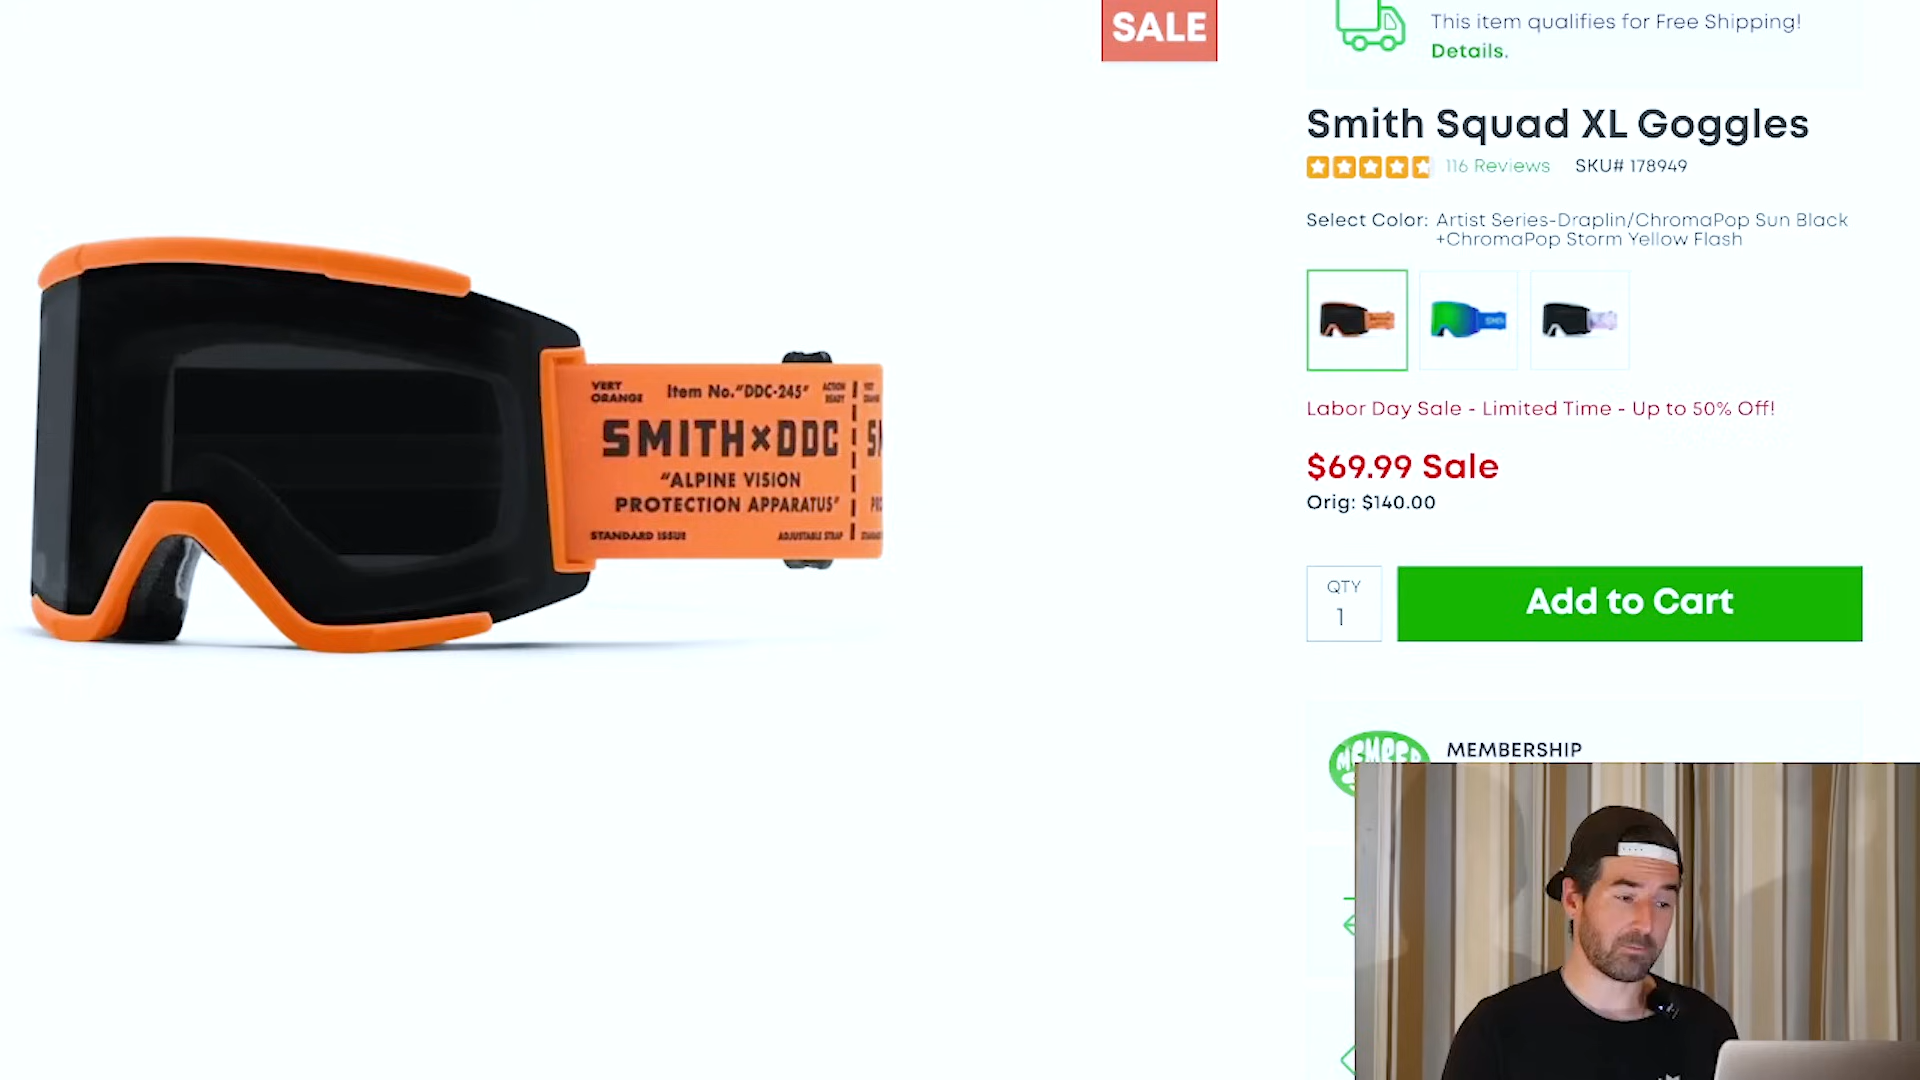 SALE
This item qualifies for Free Shipping!
Details.
Smith Squad XL Goggles
116 Reviews SKU# 178949
Select Color: Artist Series-Draplin/ChromaPop Sun Black
+ChromaPop Storm Yellow Flash
Labor Day Sale - Limited Time - Up to 50% Off!
$69.99 Sale
Orig: $140.00
QTY
1
Add to Cart
MEMBERSHIP
VERT
ORANGE
Item No."DDC-245"
ACTION
READY
SMITH×DDC
"ALPINE VISION
PROTECTION APPARATUS"
STANDARD ISSUE
ADJUSTABLE STRAP